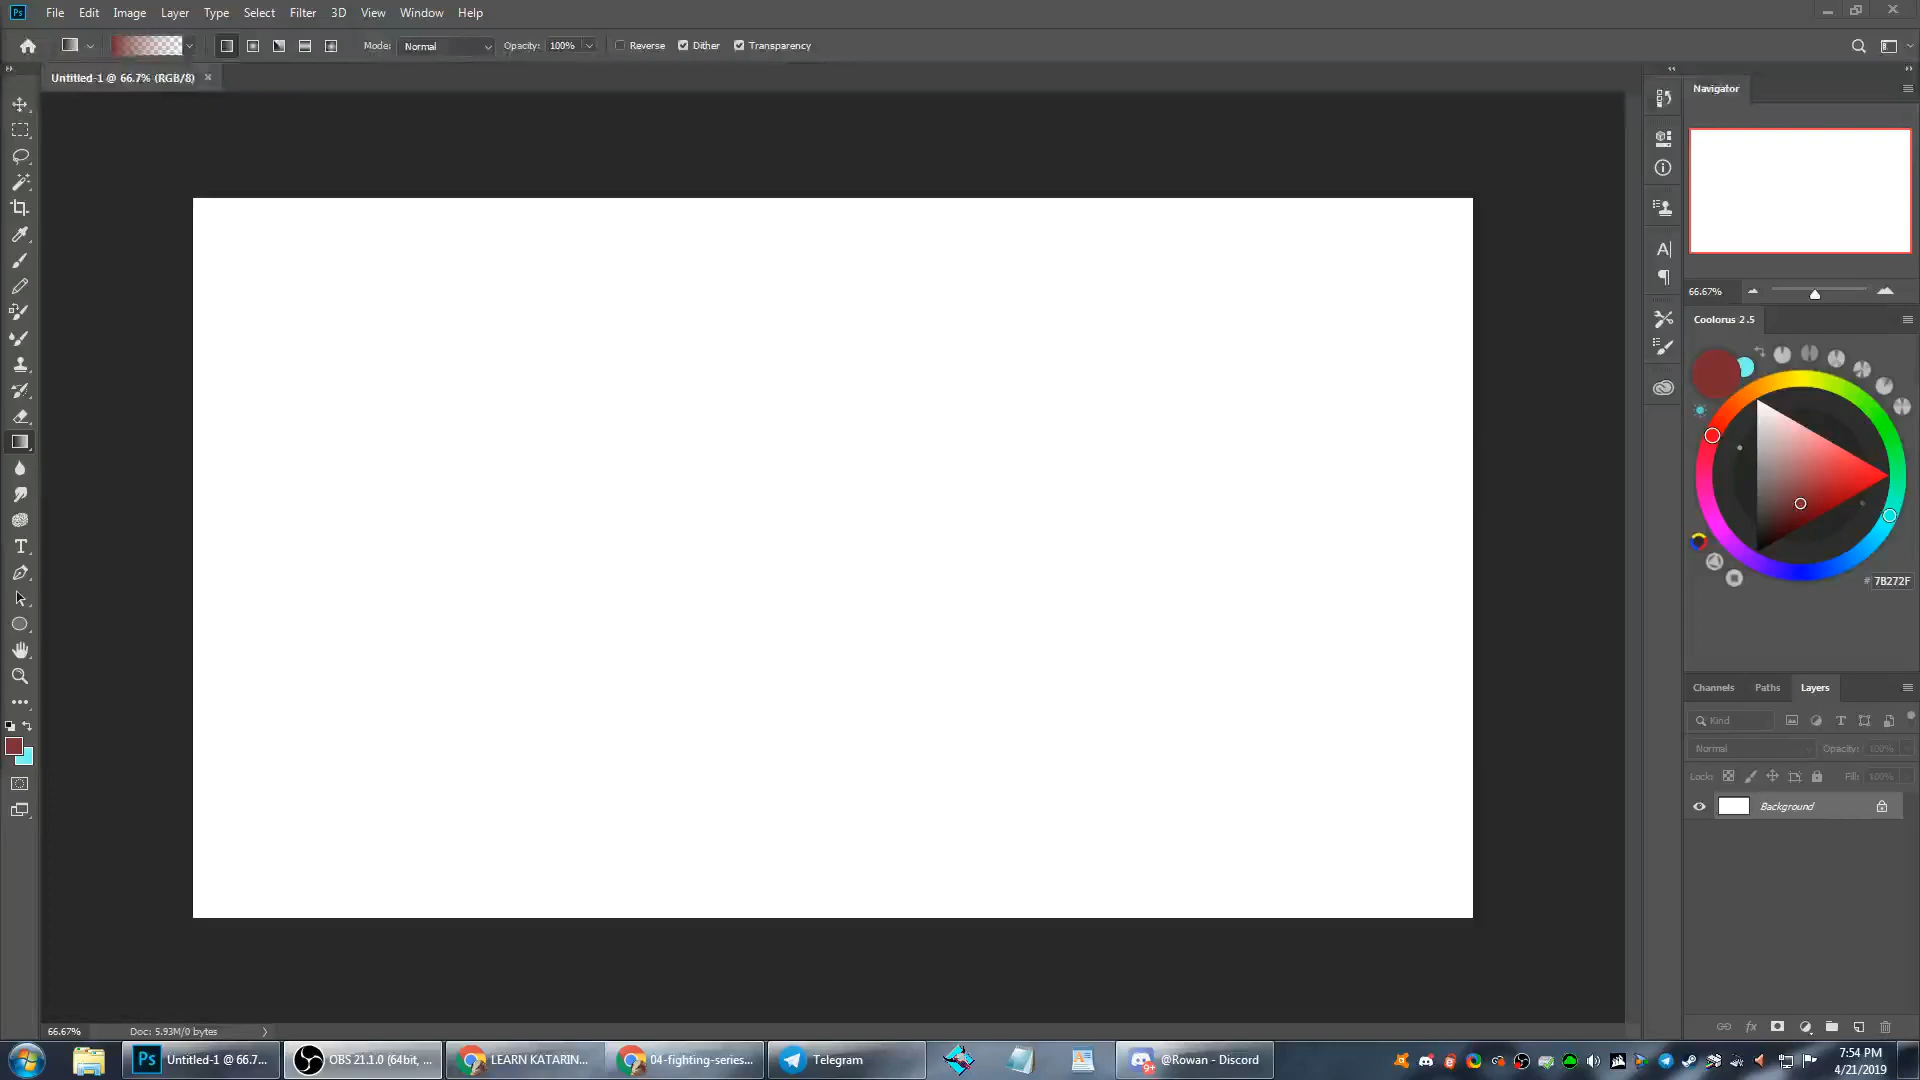 Ps File Edit Image Layer Type Select Filter 3D View Window Help
Mode: Normal Opacity: 100% Reverse Dither Transparency
Untitled-1 @ 66.7% (RGB/8)
Navigator
66.67%
Coolorus 2.5
# 7B272F
Channels Paths Layers
Kind
Normal Opacity: 100%
Lock: Fill: 100%
Background
66.67% Doc: 5.93M/0 bytes
Ps Untitled-1 @ 66.7...
OBS 21.1.0 (64bit, ...
LEARN KATARIN...
04-fighting-series...
Telegram
9+ @Rowan - Discord
7:54 PM
4/21/2019